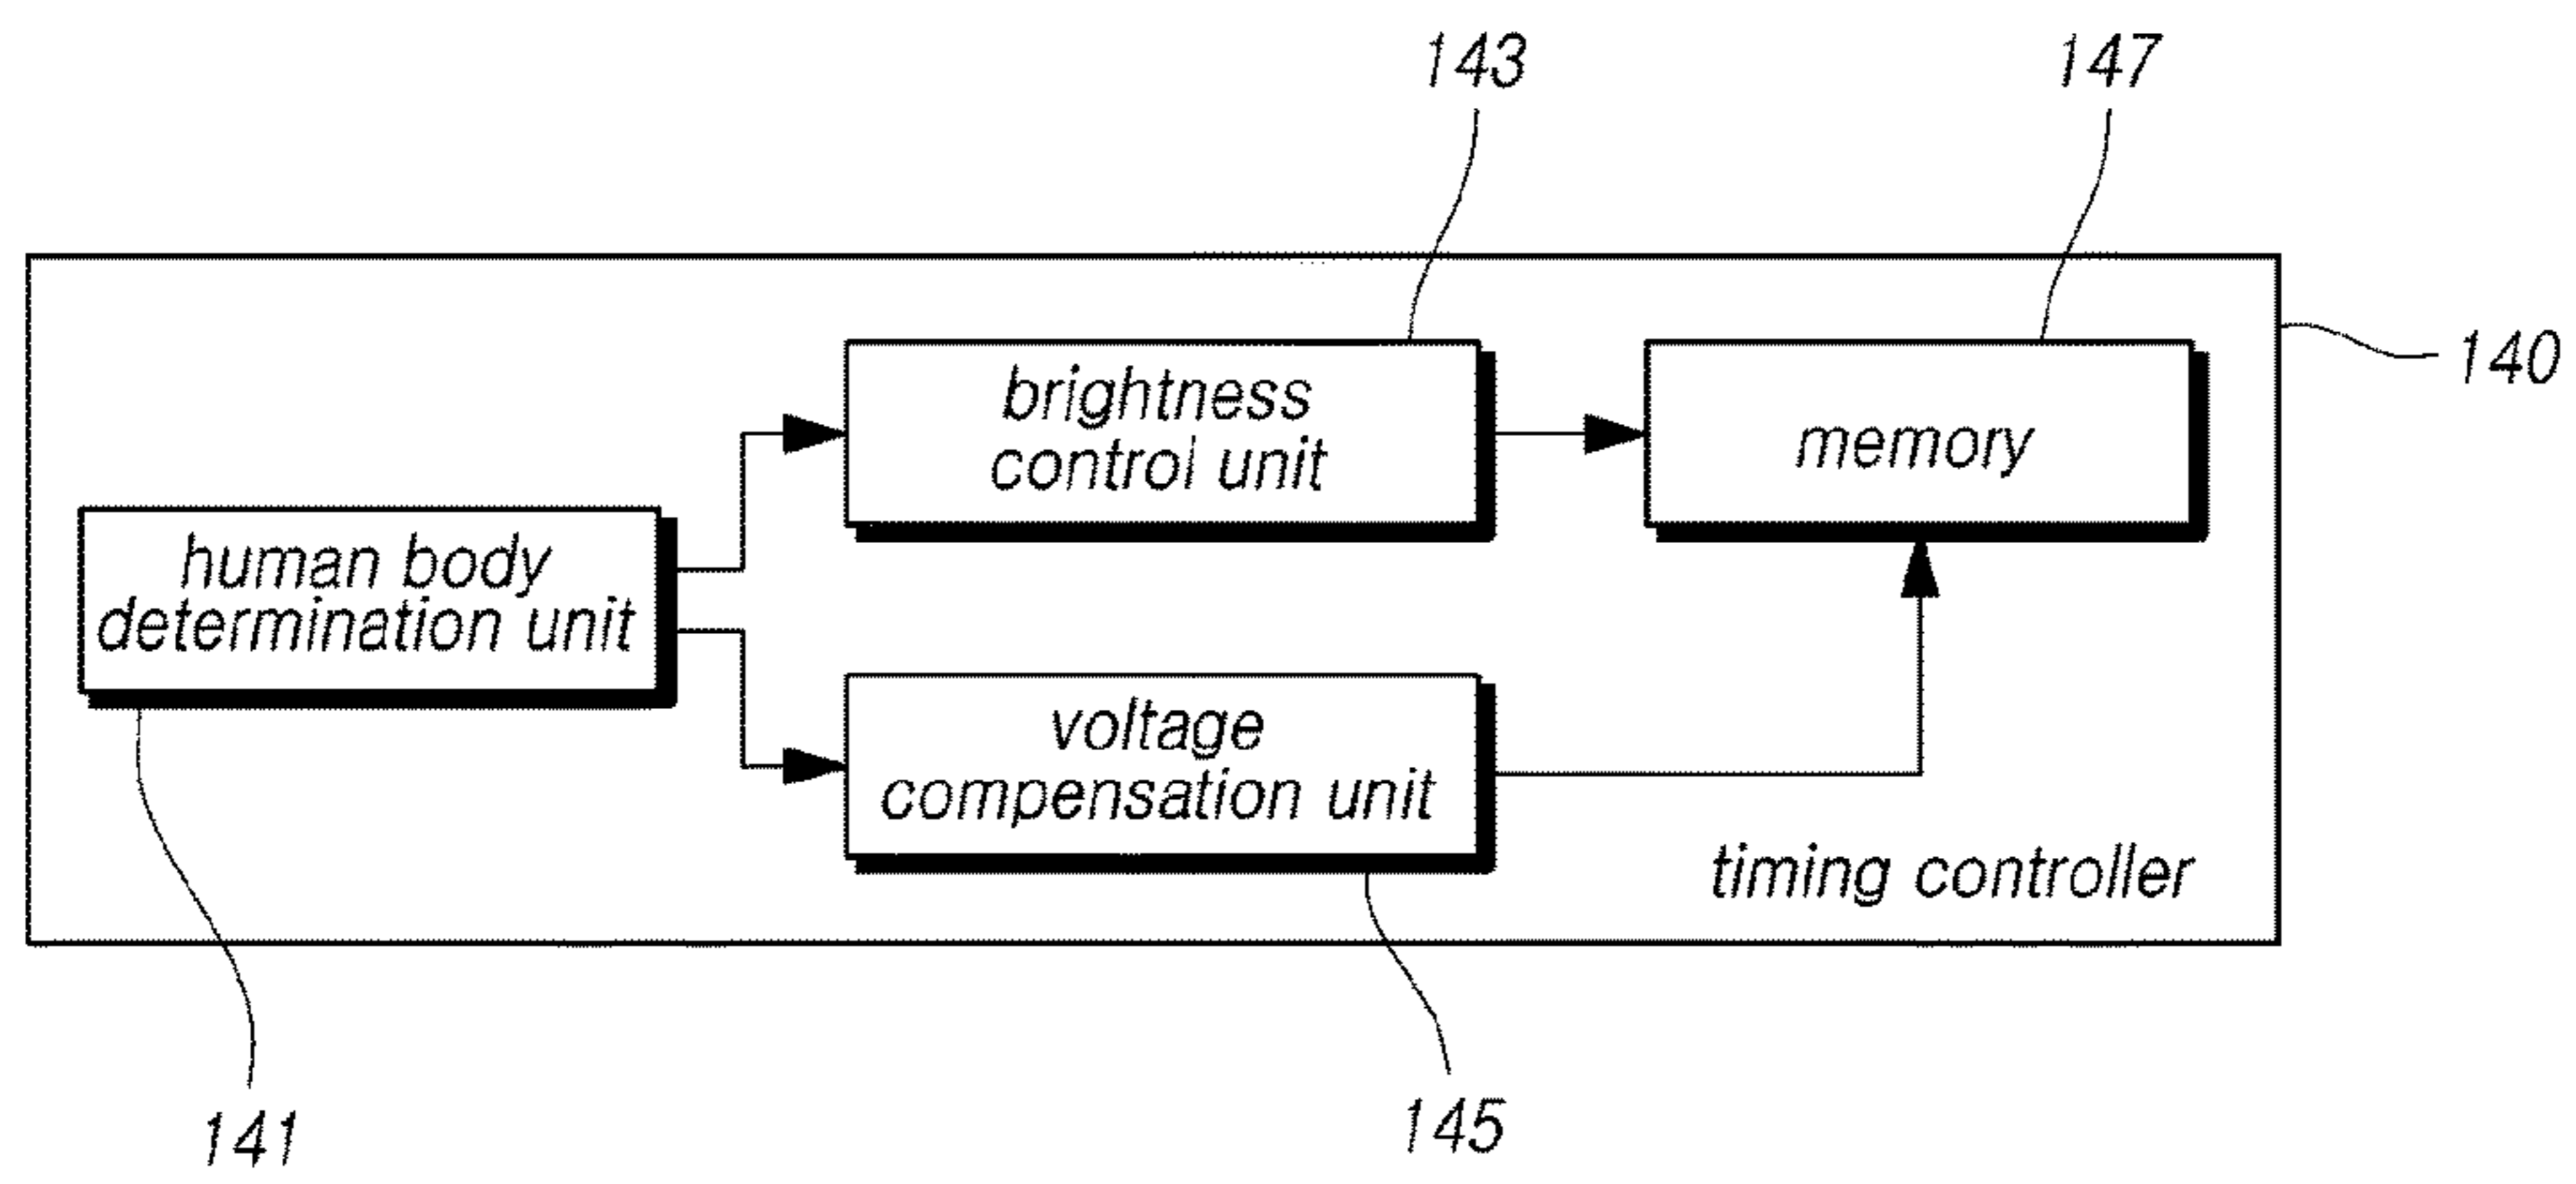 143
147
140
brightness
control unit
memory
human body
determination unit
voltage
compensation unit
timing controller
141
145